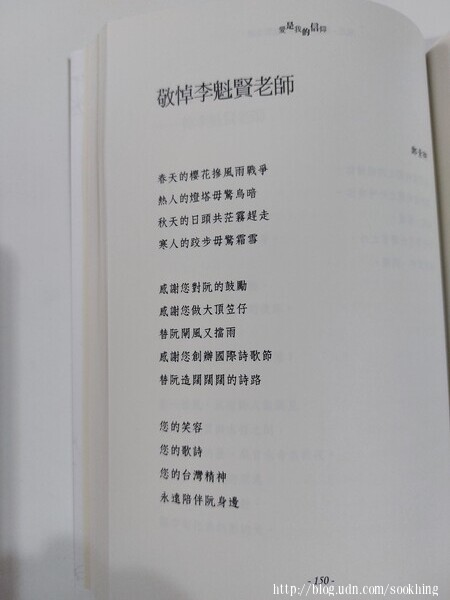 愛是我的信仰
敬悼李魁賢老師
春天的櫻花摻風雨戰爭
熱人的燈塔毋驚烏暗
秋天的日頭共茫霧趕走
寒人的跤步毋驚霜雪
感謝您對阮的鼓勵
感謝您做大頂笠仔
替阮閘風又擋雨
感謝您創辦國際詩歌節
替阮造闊闊闊的詩路
您的笑容
您的歌詩
您的台灣精神
永遠陪伴阮身邊
- 150 -
http://blog.udn.com/sookhing